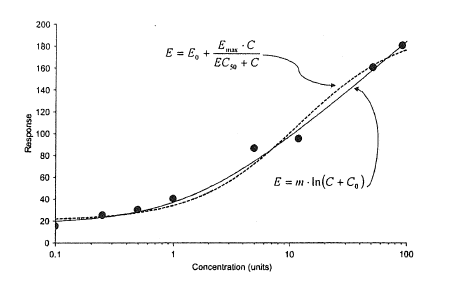 200
180
160
140
120
100
80
60
40
20
0
Response
E = E₀ + (Emax · C) / (EC₅₀ + C)
E = m · ln(C + C₀)
0.1 1 10 100
Concentration (units)